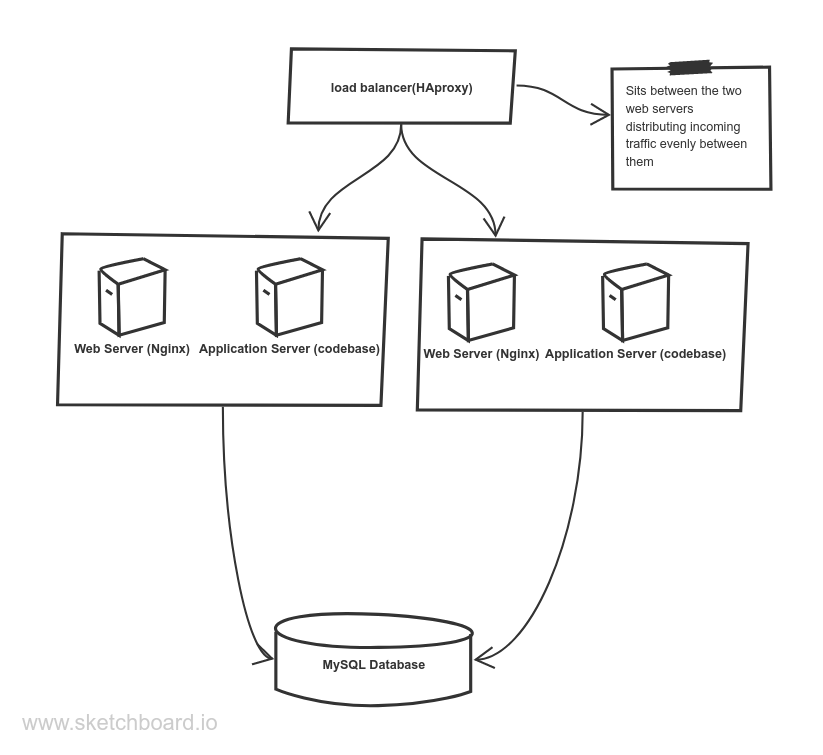 load balancer(HAproxy)
Sits between the two
web servers
distributing incoming
traffic evenly between
them
Web Server (Nginx)
Application Server (codebase)
Web Server (Nginx)
Application Server (codebase)
MySQL Database
www.sketchboard.io